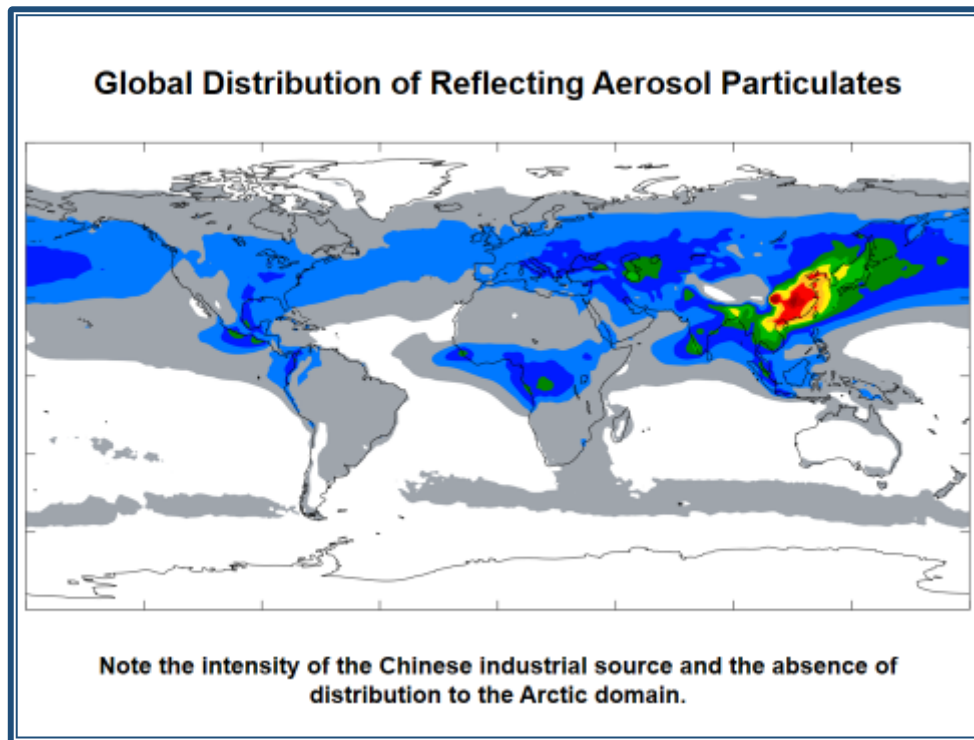 Global Distribution of Reflecting Aerosol Particulates
Note the intensity of the Chinese industrial source and the absence of
distribution to the Arctic domain.